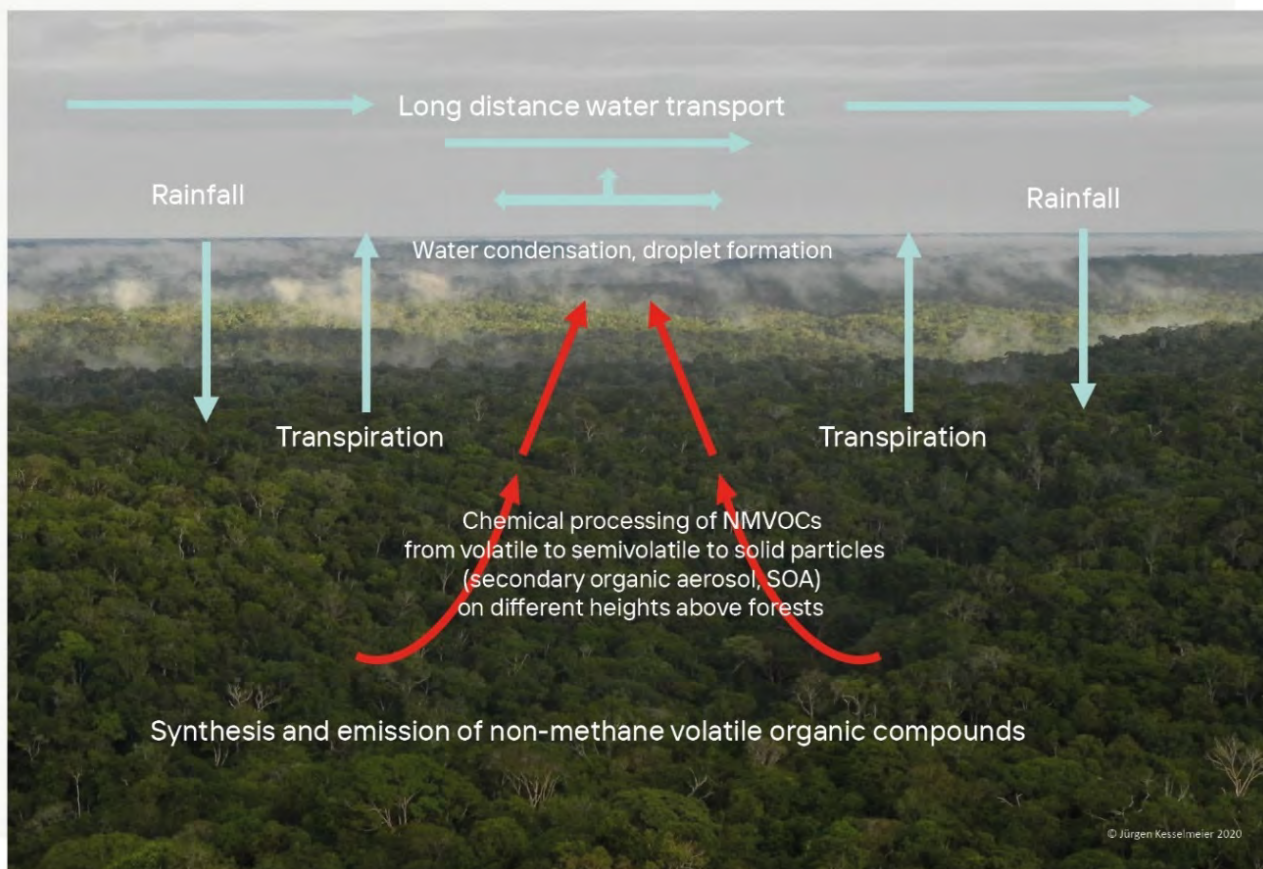 Long distance water transport
Rainfall
Rainfall
Water condensation, droplet formation
Transpiration
Transpiration
Chemical processing of NMVOCs
from volatile to semivolatile to solid particles
(secondary organic aerosol, SOA)
on different heights above forests
Synthesis and emission of non-methane volatile organic compounds
© Jürgen Kesselmeier 2020